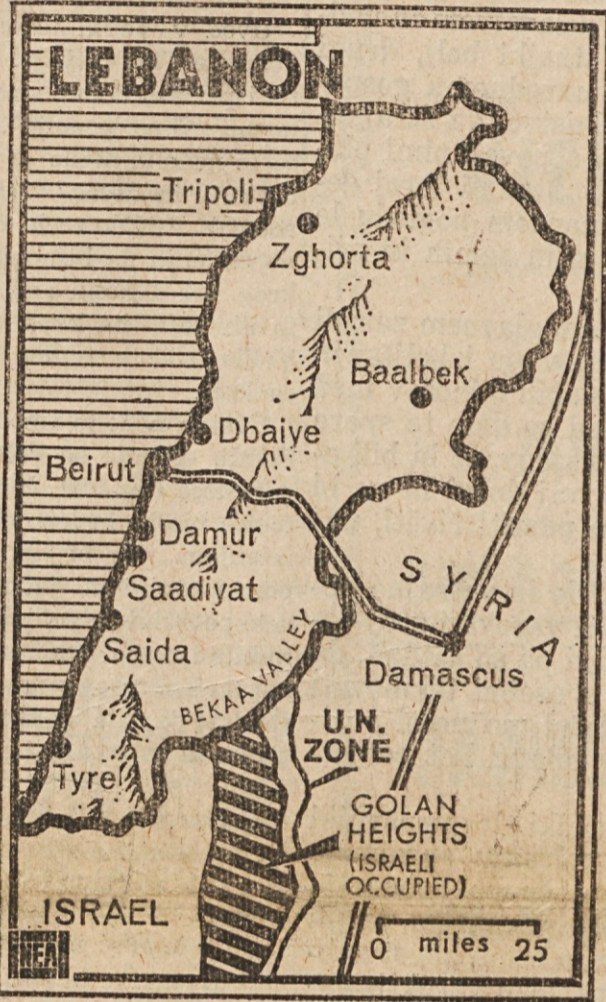 LEBANON
Tripoli
Zghorta
Baalbek
Dbaiye
Beirut
Damur
SYRIA
Saadiyat
Saida
BEKAA VALLEY
Damascus
U.N.
ZONE
Tyre
GOLAN
HEIGHTS
(ISRAELI
OCCUPIED)
ISRAEL
NEA
0 miles 25